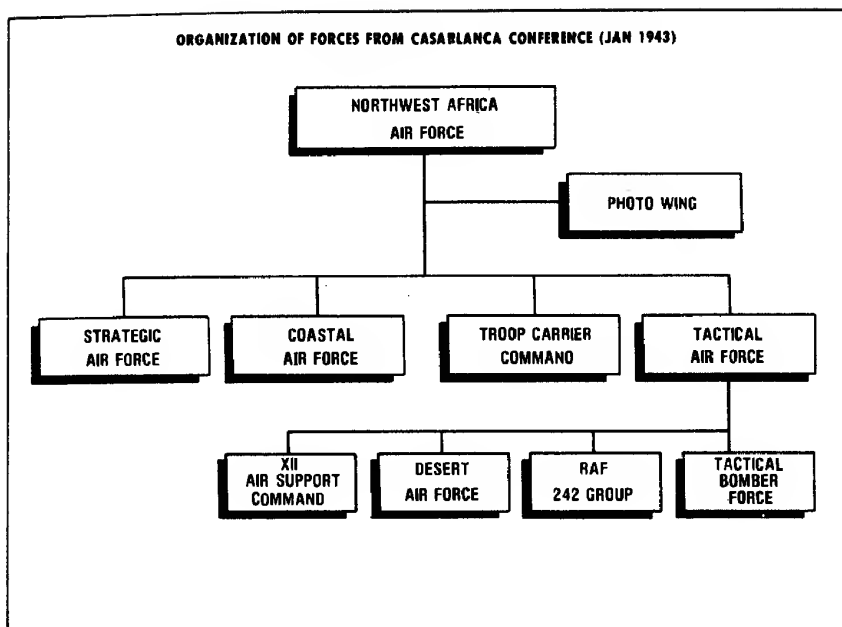 ORGANIZATION OF FORCES FROM CASABLANCA CONFERENCE (JAN 1943)
NORTHWEST AFRICA
AIR FORCE
PHOTO WING
STRATEGIC
AIR FORCE
COASTAL
AIR FORCE
TROOP CARRIER
COMMAND
TACTICAL
AIR FORCE
XII
AIR SUPPORT
COMMAND
DESERT
AIR FORCE
RAF
242 GROUP
TACTICAL
BOMBER
FORCE